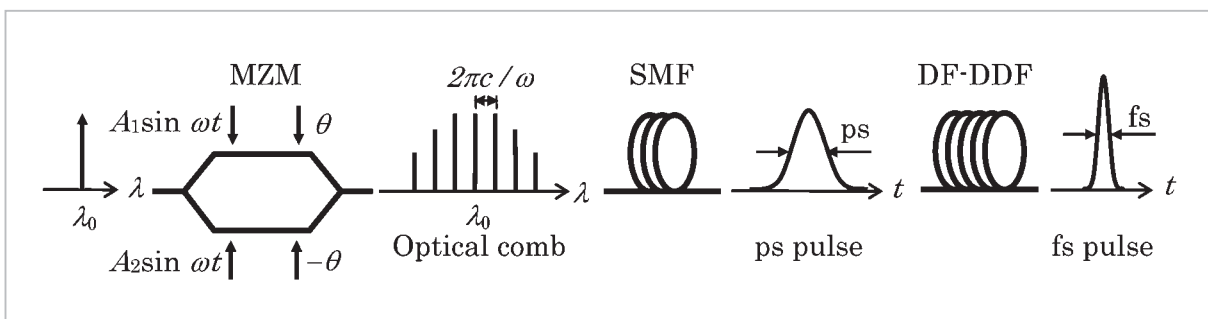 MZM
SMF
DF-DDF
2πc / ω
A₁sin ωt
θ
ps
fs
λ
λ
t
t
λ₀
λ₀
A₂sin ωt
−θ
Optical comb
ps pulse
fs pulse